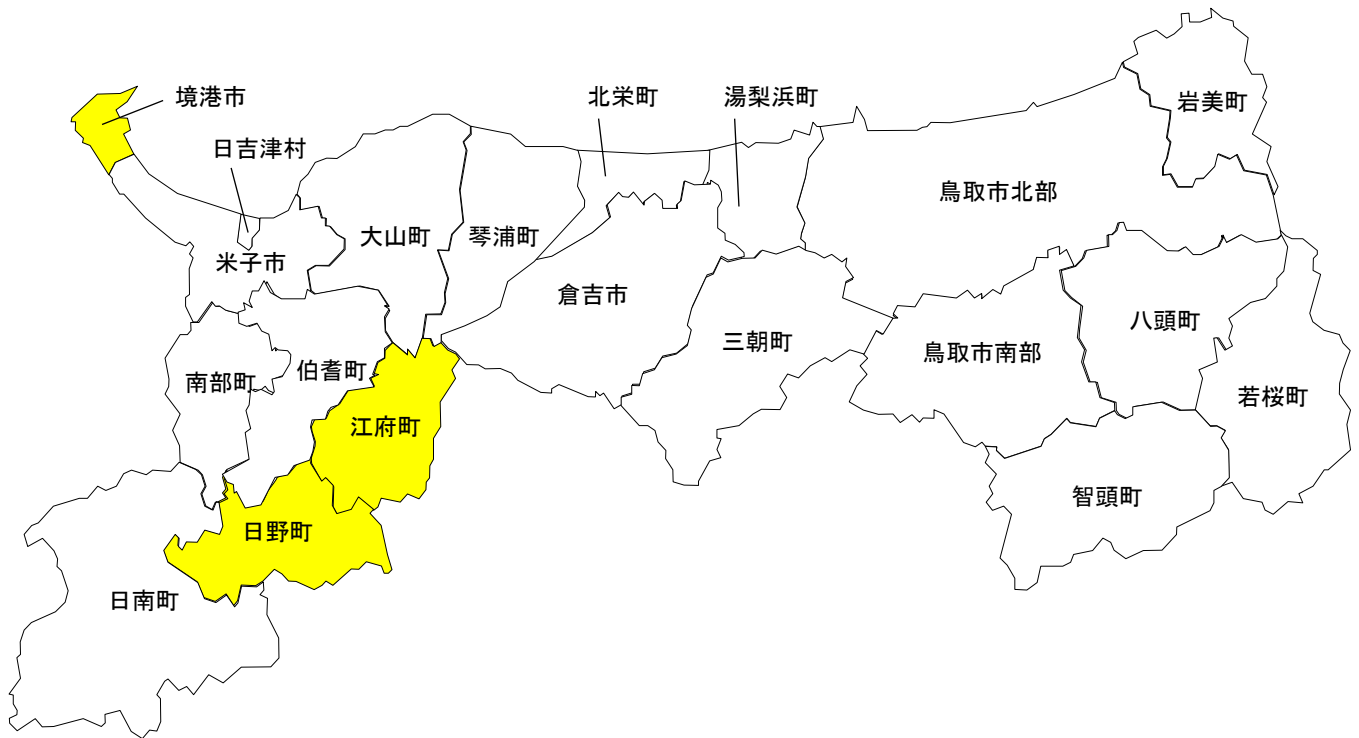 境港市
北栄町
湯梨浜町
岩美町
日吉津村
鳥取市北部
大山町
琴浦町
米子市
倉吉市
八頭町
三朝町
鳥取市南部
伯耆町
南部町
若桜町
江府町
智頭町
日野町
日南町